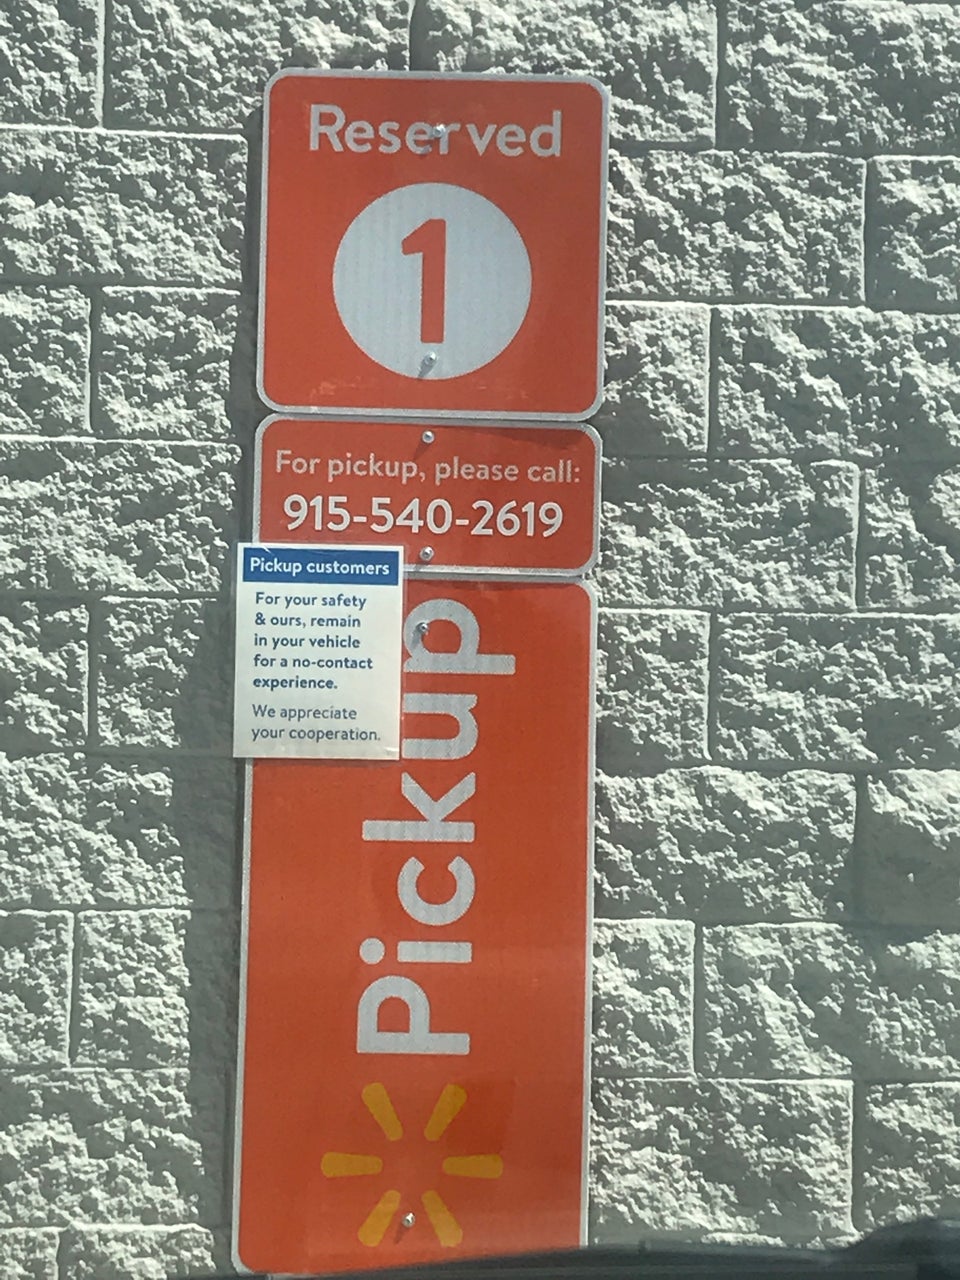 Reserved
1
For pickup, please call:
915-540-2619
Pickup customers
For your safety
& ours, remain
in your vehicle
for a no-contact
experience.
We appreciate
your cooperation.
Pickup